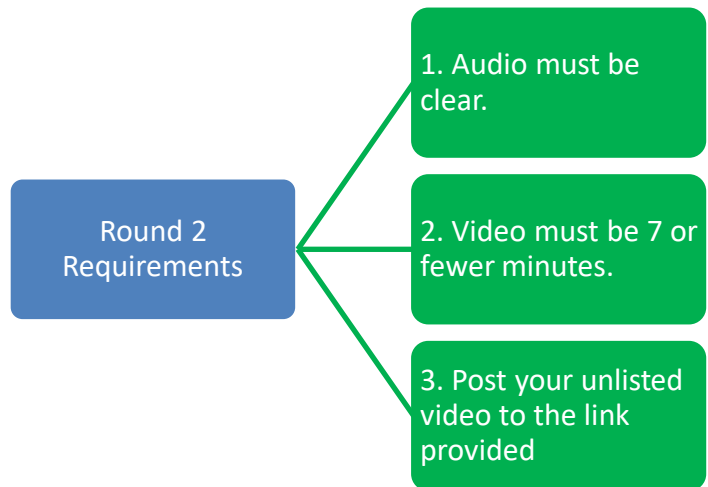 Round 2
Requirements
1. Audio must be
clear.
2. Video must be 7 or
fewer minutes.
3. Post your unlisted
video to the link
provided